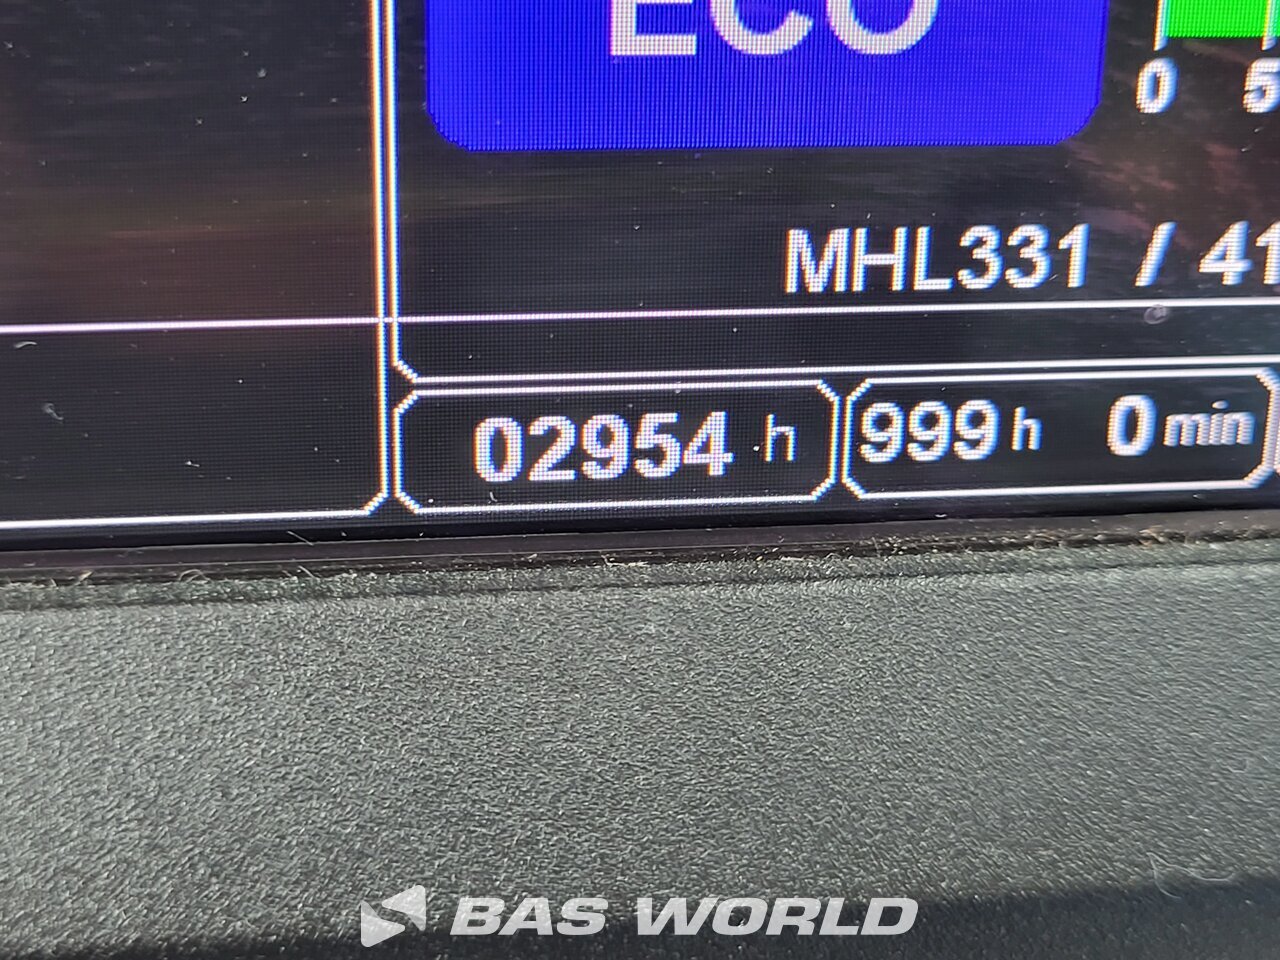 ECO
0 5
MHL331 / 41
02954 h 999 h 0 min
BAS WORLD